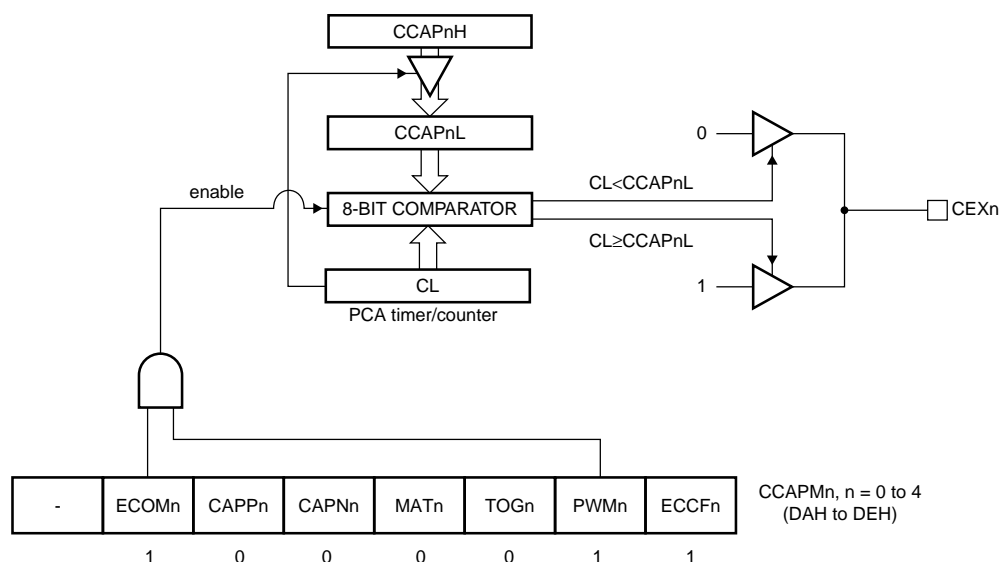 CCAPnH
CCAPnL
0
enable
8-BIT COMPARATOR
CL<CCAPnL
CEXn
CL≥CCAPnL
CL
1
PCA timer/counter
- ECOMn CAPPn CAPNn MATn TOGn PWMn ECCFn
CCAPMn, n = 0 to 4
(DAH to DEH)
1 0 0 0 0 1 1